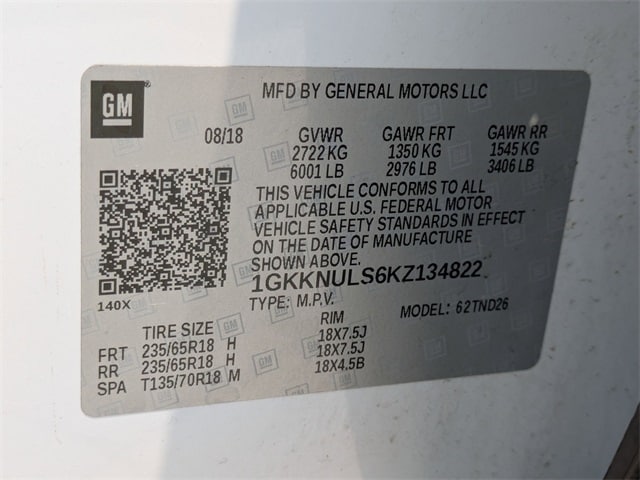 GM®
MFD BY GENERAL MOTORS LLC
08/18 GVWR GAWR FRT GAWR RR
2722 KG 1350 KG 1545 KG
6001 LB 2976 LB 3406 LB
THIS VEHICLE CONFORMS TO ALL
APPLICABLE U.S. FEDERAL MOTOR
VEHICLE SAFETY STANDARDS IN EFFECT
ON THE DATE OF MANUFACTURE
SHOWN ABOVE.
1GKKNULS6KZ134822
140X TYPE: M.P.V. MODEL: 62TND26
TIRE SIZE RIM
FRT 235/65R18 H 18X7.5J
RR 235/65R18 H 18X7.5J
SPA T135/70R18 M 18X4.5B